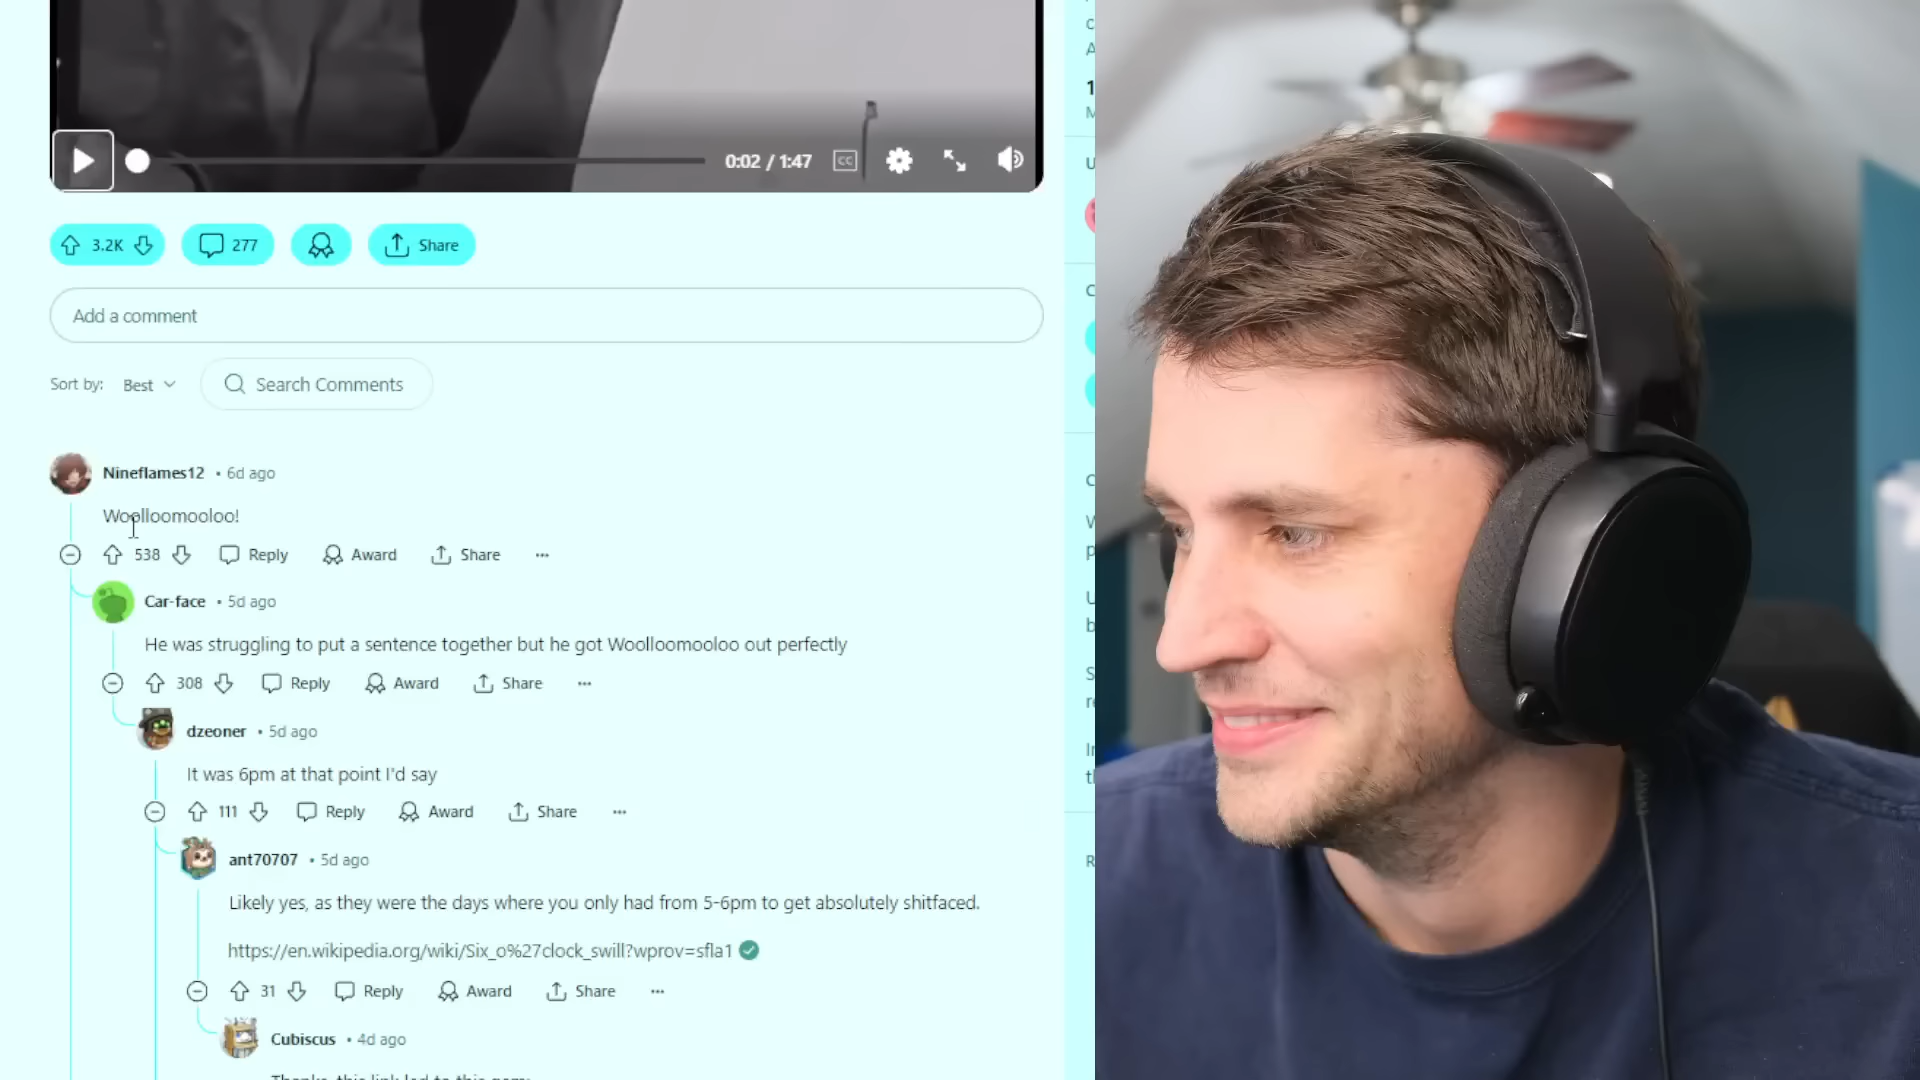 0:02 / 1:47
CC
3.2K
277
Share
Add a comment
Sort by: Best
Search Comments
Nineflames12 • 6d ago
Woolloomooloo!
538 Reply Award Share ...
Car-face • 5d ago
He was struggling to put a sentence together but he got Woolloomooloo out perfectly
308 Reply Award Share ...
dzeoner • 5d ago
It was 6pm at that point I'd say
111 Reply Award Share ...
ant70707 • 5d ago
Likely yes, as they were the days where you only had from 5-6pm to get absolutely shitfaced.
https://en.wikipedia.org/wiki/Six_o%27clock_swill?wprov=sfla1
31 Reply Award Share ...
Cubiscus • 4d ago